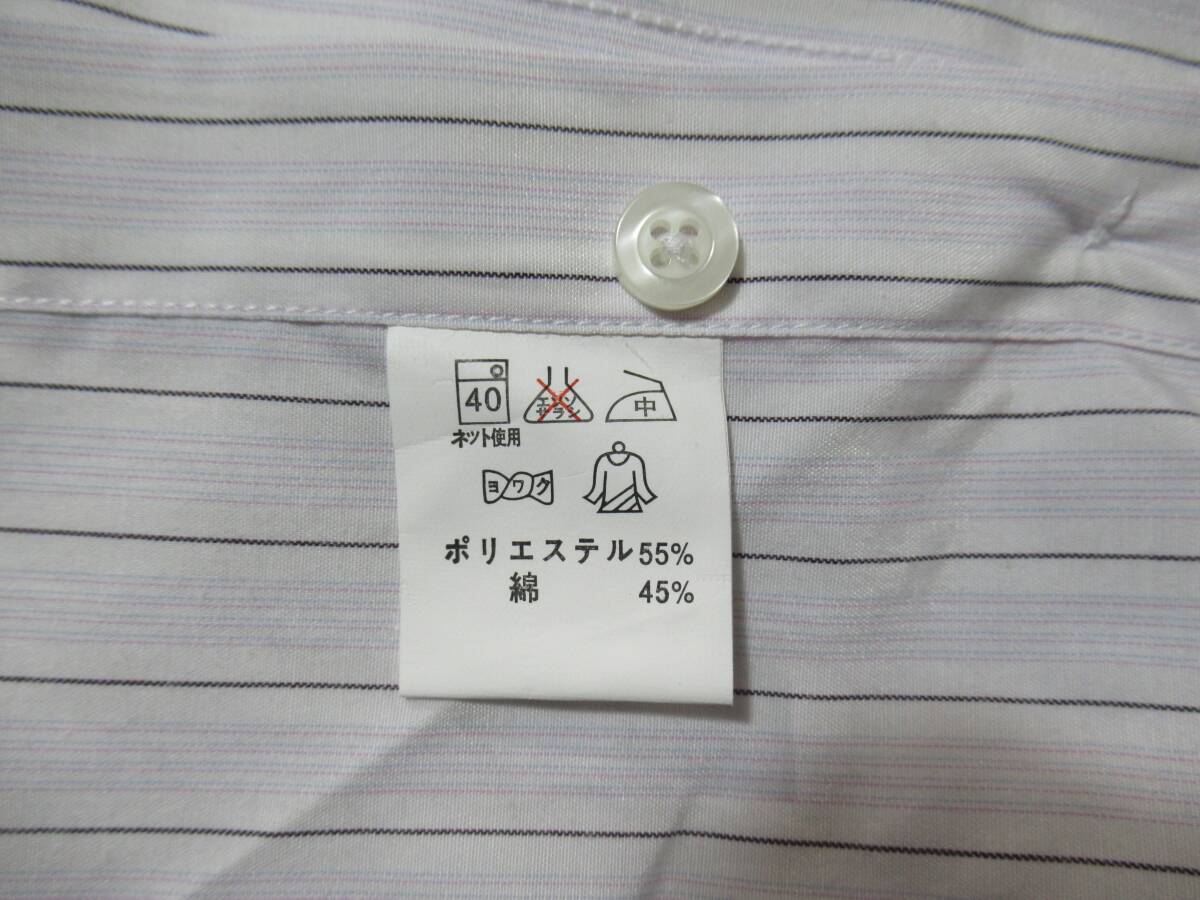 40
エンソ
サラシ
中
ネット使用
ヨワク
ポリエステル55%
綿 45%